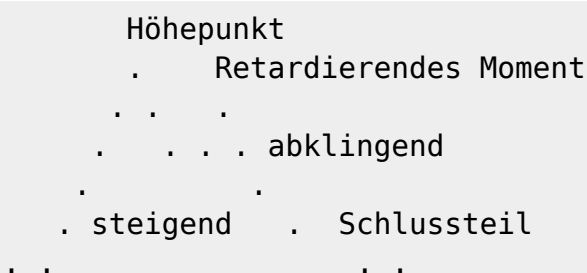 Höhepunkt
. Retardierendes Moment
. . .
. . . . abklingend
. .
. steigend . Schlussteil
. . . .